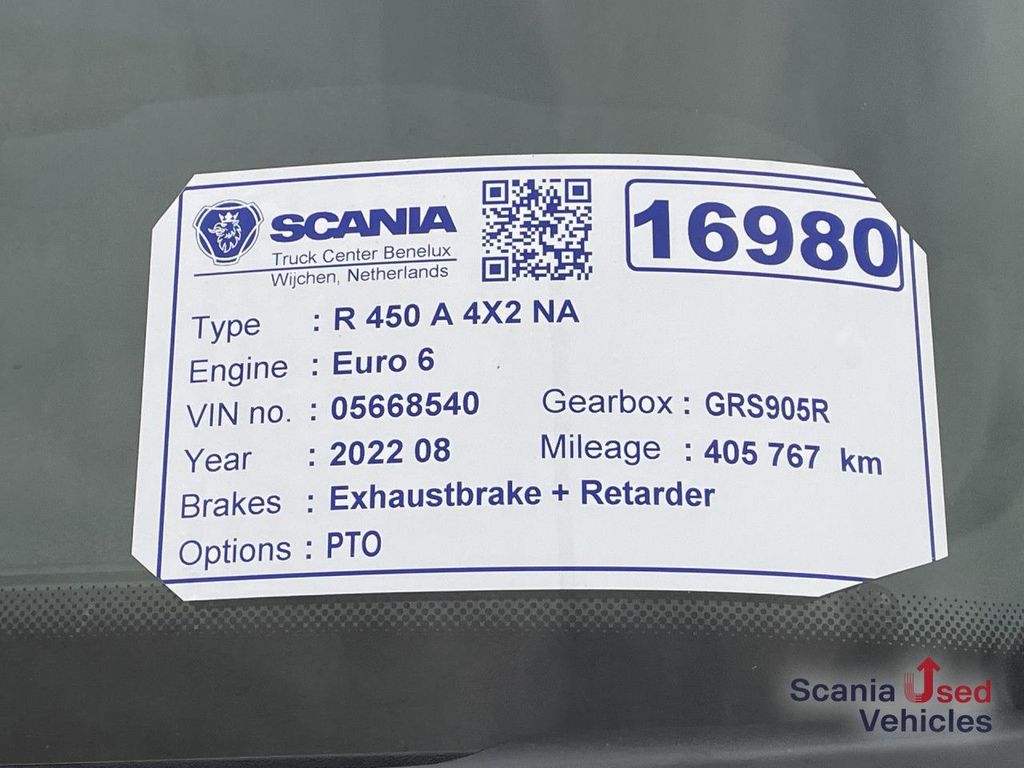 SCANIA
Truck Center Benelux
Wijchen, Netherlands
16980
Type : R 450 A 4X2 NA
Engine : Euro 6
VIN no. : 05668540 Gearbox : GRS905R
Year : 2022 08 Mileage : 405 767 km
Brakes : Exhaustbrake + Retarder
Options : PTO
Scania Used
Vehicles